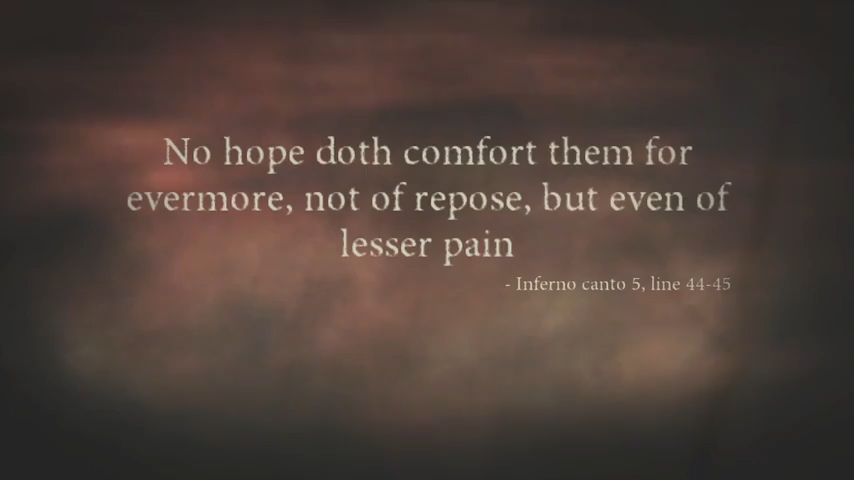 No hope doth comfort them for
evermore, not of repose, but even of
lesser pain
- Inferno canto 5, line 44-45